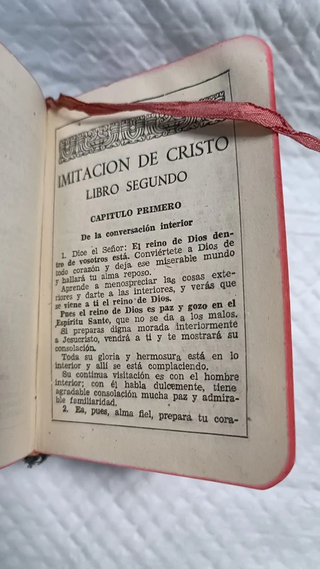 IMITACION DE CRISTO
LIBRO SEGUNDO
CAPITULO PRIMERO
De la conversación interior
1. Dice el Señor: El reino de Dios den-
tro de vosotros está. Conviértete a Dios de
todo corazón y deja ese miserable mundo
y hallará tu alma reposo.
Aprende a menospreciar las cosas exte-
riores y darte a las interiores, y verás que
se viene a ti el reino de Dios.
Pues el reino de Dios es paz y gozo en el
Espíritu Santo, que no se da a los malos.
Si preparas digna morada interiormente
a Jesucristo, vendrá a ti y te mostrará su
consolación.
Toda su gloria y hermosura está en lo
interior y allí se está complaciendo.
Su continua visitación es con el hombre
interior; con él habla dulcemente, tiene
agradable consolación mucha paz y admira-
ble familiaridad.
2. Ea, pues, alma fiel, prepara tu cora-